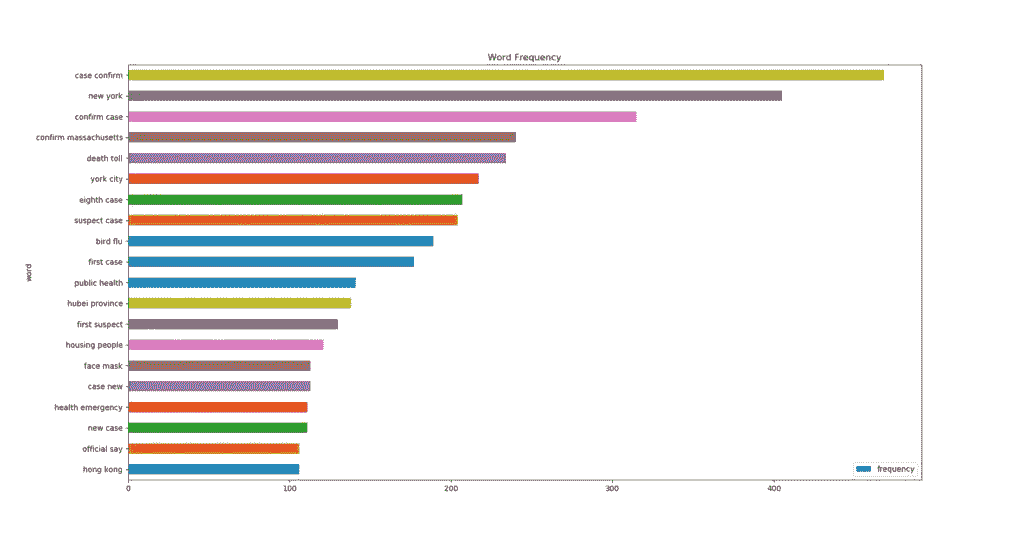 Word Frequency
case confirm
new york
confirm case
confirm massachusetts
death toll
york city
eighth case
suspect case
bird flu
first case
word
public health
hubei province
first suspect
housing people
face mask
case new
health emergency
new case
official say
hong kong
frequency
0 100 200 300 400